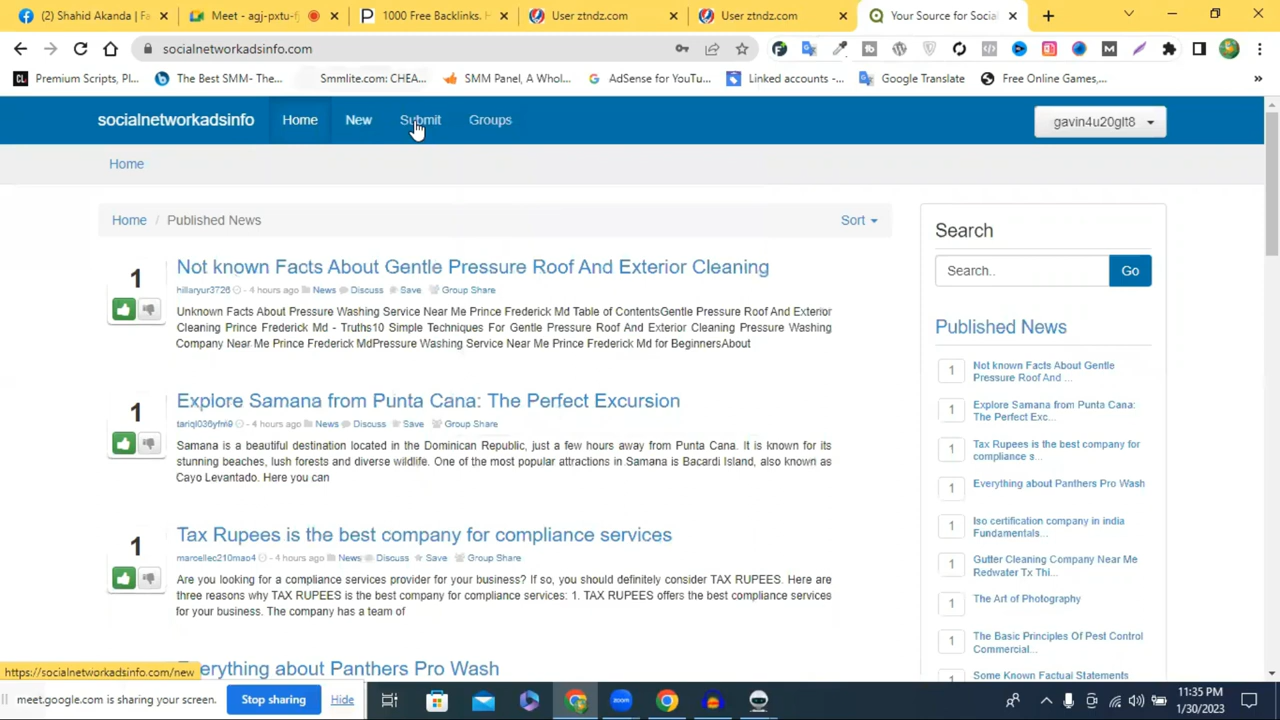 (2) Shahid Akanda | Fa
Meet - agj-pxtu-fj
1000 Free Backlinks. H
User ztndz.com
User ztndz.com
Your Source for Social
socialnetworkadsinfo.com
Premium Scripts, Pl...
The Best SMM- The...
Smmlite.com: CHEA...
SMM Panel, A Whol...
AdSense for YouTu...
Linked accounts -...
Google Translate
Free Online Games,...
»
socialnetworkadsinfo
Home
New
Submit
Groups
gavin4u20glt8
Home
Home / Published News
Sort
1
Not known Facts About Gentle Pressure Roof And Exterior Cleaning
hillaryur3726 - 4 hours ago News Discuss Save Group Share
Unknown Facts About Pressure Washing Service Near Me Prince Frederick Md Table of ContentsGentle Pressure Roof And Exterior
Cleaning Prince Frederick Md - Truths10 Simple Techniques For Gentle Pressure Roof And Exterior Cleaning Pressure Washing
Company Near Me Prince Frederick MdPressure Washing Service Near Me Prince Frederick Md for BeginnersAbout
1
Explore Samana from Punta Cana: The Perfect Excursion
tariql036yfn9 - 4 hours ago News Discuss Save Group Share
Samana is a beautiful destination located in the Dominican Republic, just a few hours away from Punta Cana. It is known for its
stunning beaches, lush forests and diverse wildlife. One of the most popular attractions in Samana is Bacardi Island, also known as
Cayo Levantado. Here you can
1
Tax Rupees is the best company for compliance services
marcellec210mao4 - 4 hours ago News Discuss Save Group Share
Are you looking for a compliance services provider for your business? If so, you should definitely consider TAX RUPEES. Here are
three reasons why TAX RUPEES is the best company for compliance services: 1. TAX RUPEES offers the best compliance services
for your business. The company has a team of
Everything about Panthers Pro Wash
Search
Search..
Go
Published News
1
Not known Facts About Gentle
Pressure Roof And ...
1
Explore Samana from Punta Cana:
The Perfect Exc...
1
Tax Rupees is the best company for
compliance s...
1
Everything about Panthers Pro Wash
1
Iso certification company in india
Fundamentals...
1
Gutter Cleaning Company Near Me
Redwater Tx Thi...
1
The Art of Photography
1
The Basic Principles Of Pest Control
Commercial...
Some Known Factual Statements
https://socialnetworkadsinfo.com/new
meet.google.com is sharing your screen.
Stop sharing
Hide
zoom
11:35 PM
1/30/2023